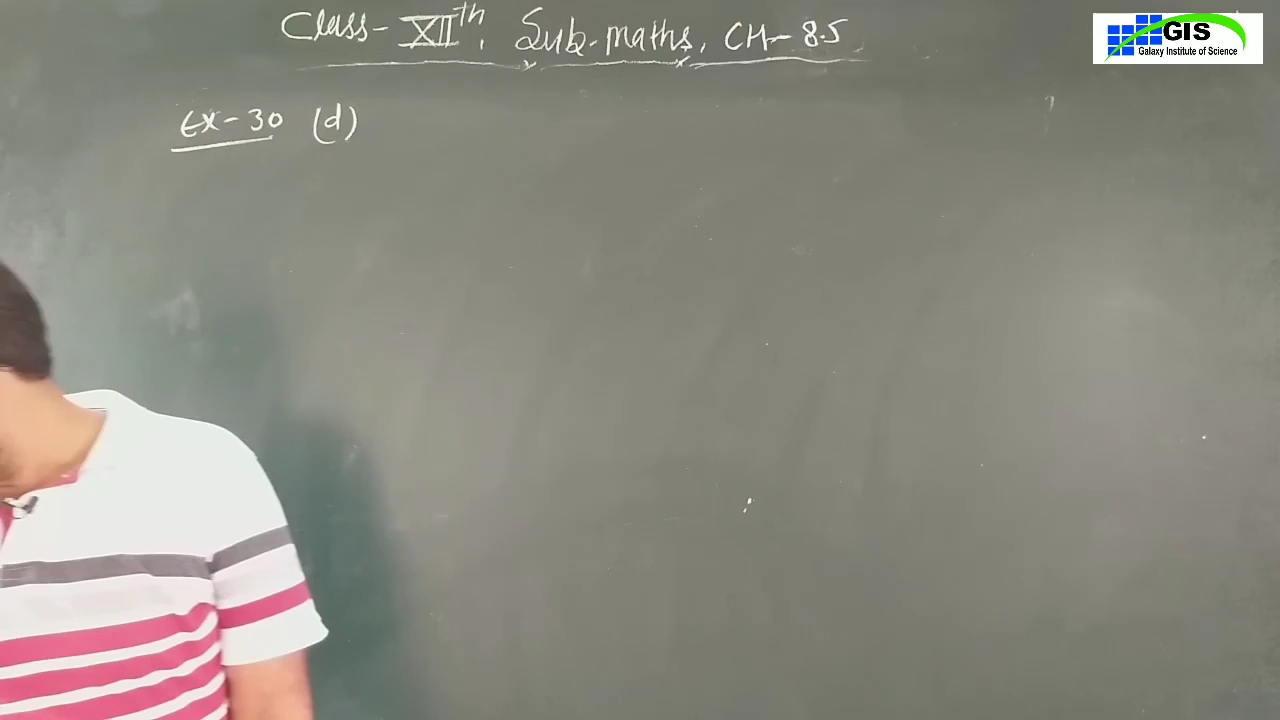 Class- XIIth, Sub-maths, CH- 8.5
GIS
Galaxy Institute of Science
Ex-30 (d)